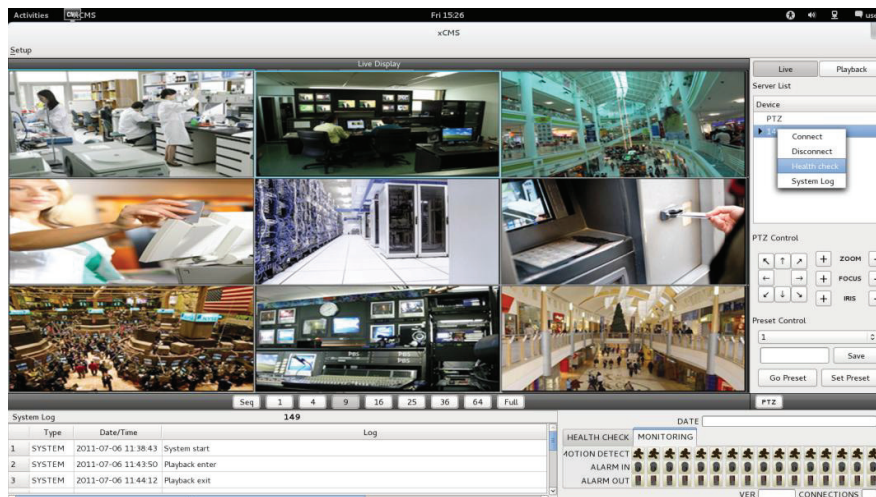 Activities xCMS Fri 15:26
xCMS
Setup
Live Display
Live Playback
Server List
Device
PTZ
Connect
Disconnect
Health check
System Log
PTZ Control
+ ZOOM
+ FOCUS
+ IRIS
Preset Control
1
Save
Go Preset Set Preset
Seq 1 4 9 16 25 36 64 Full
PTZ
System Log 149
DATE
Type Date/Time Log
HEALTH CHECK MONITORING
1 SYSTEM 2011-07-06 11:38:43 System start
MOTION DETECT
2 SYSTEM 2011-07-06 11:43:50 Playback enter
ALARM IN
3 SYSTEM 2011-07-06 11:44:12 Playback exit
ALARM OUT
VER CONNECTIONS